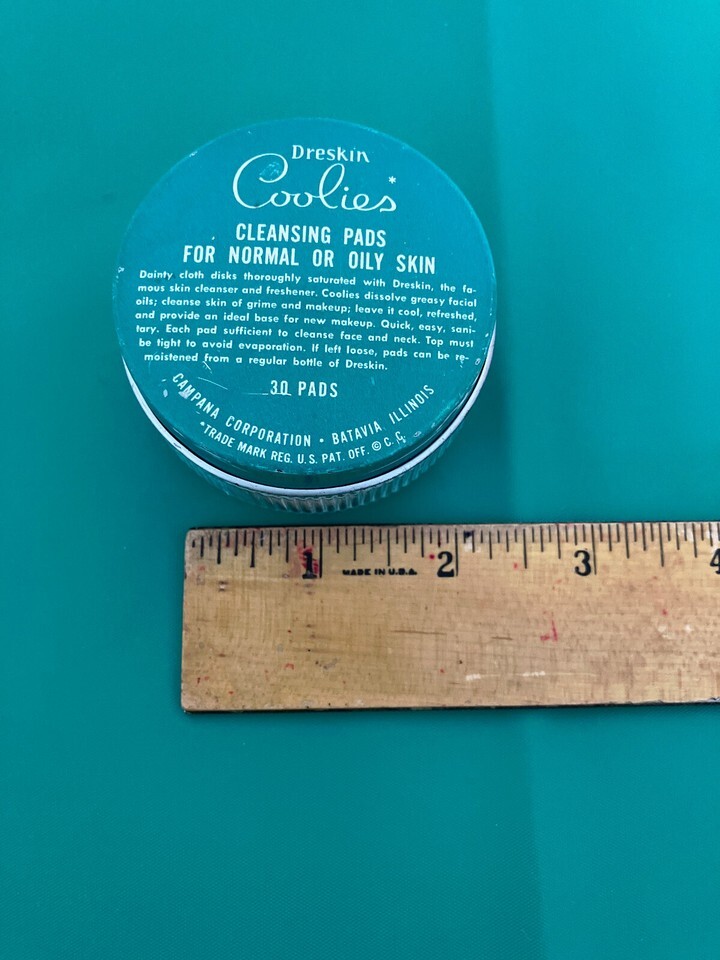 Dreskin
Coolies*
CLEANSING PADS
FOR NORMAL OR OILY SKIN
Dainty cloth disks thoroughly saturated with Dreskin, the fa-
mous skin cleanser and freshener. Coolies dissolve greasy facial
oils; cleanse skin of grime and makeup; leave it cool, refreshed,
and provide an ideal base for new makeup. Quick, easy, sani-
tary. Each pad sufficient to cleanse face and neck. Top must
be tight to avoid evaporation. If left loose, pads can be re-
moistened from a regular bottle of Dreskin.
30 PADS
CAMPANA CORPORATION • BATAVIA, ILLINOIS
*TRADE MARK REG. U.S. PAT. OFF. © C. C.
1 2 3 4
MADE IN U.S.A.